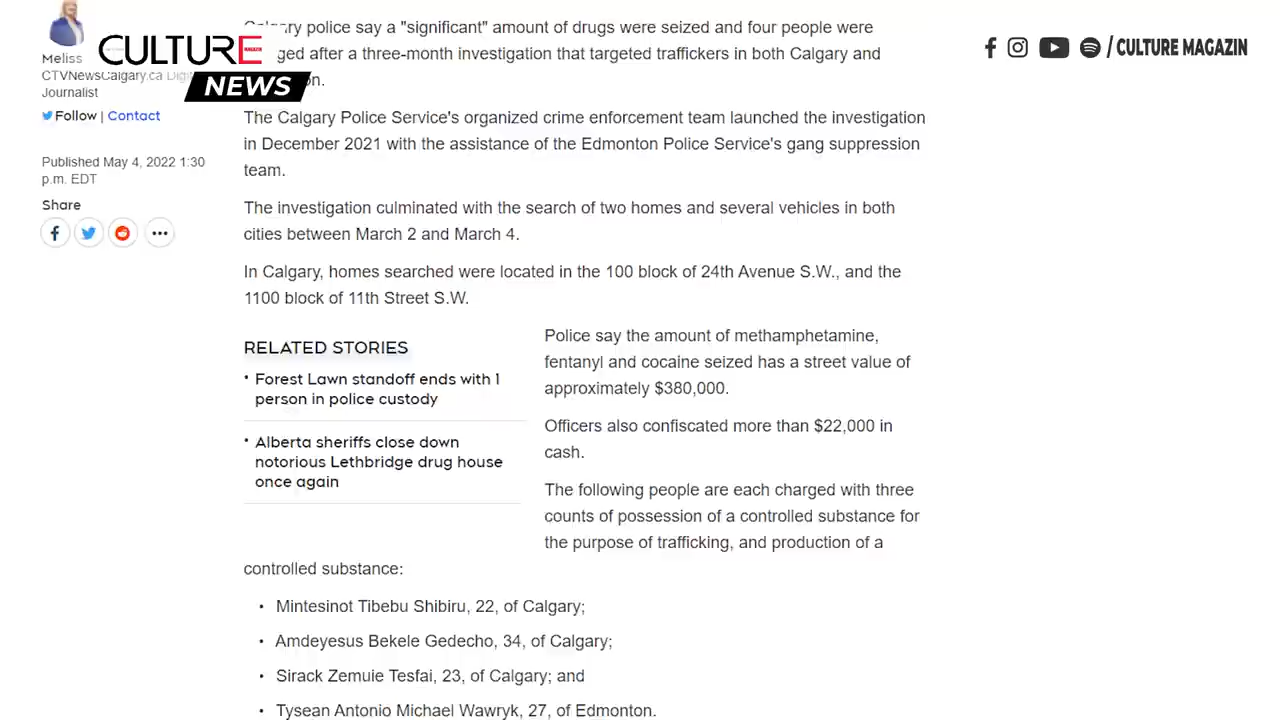 Meliss
CTVNewsCalgary.ca Digit
Journalist
Follow | Contact
Published May 4, 2022 1:30
p.m. EDT
Share
CULTURE
MAGAZIN
NEWS
/ CULTURE MAGAZIN
Calgary police say a "significant" amount of drugs were seized and four people were
ged after a three-month investigation that targeted traffickers in both Calgary and
on.
The Calgary Police Service's organized crime enforcement team launched the investigation
in December 2021 with the assistance of the Edmonton Police Service's gang suppression
team.
The investigation culminated with the search of two homes and several vehicles in both
cities between March 2 and March 4.
In Calgary, homes searched were located in the 100 block of 24th Avenue S.W., and the
1100 block of 11th Street S.W.
RELATED STORIES
• Forest Lawn standoff ends with 1
person in police custody
• Alberta sheriffs close down
notorious Lethbridge drug house
once again
Police say the amount of methamphetamine,
fentanyl and cocaine seized has a street value of
approximately $380,000.
Officers also confiscated more than $22,000 in
cash.
The following people are each charged with three
counts of possession of a controlled substance for
the purpose of trafficking, and production of a
controlled substance:
• Mintesinot Tibebu Shibiru, 22, of Calgary;
• Amdeyesus Bekele Gedecho, 34, of Calgary;
• Sirack Zemuie Tesfai, 23, of Calgary; and
• Tysean Antonio Michael Wawryk, 27, of Edmonton.